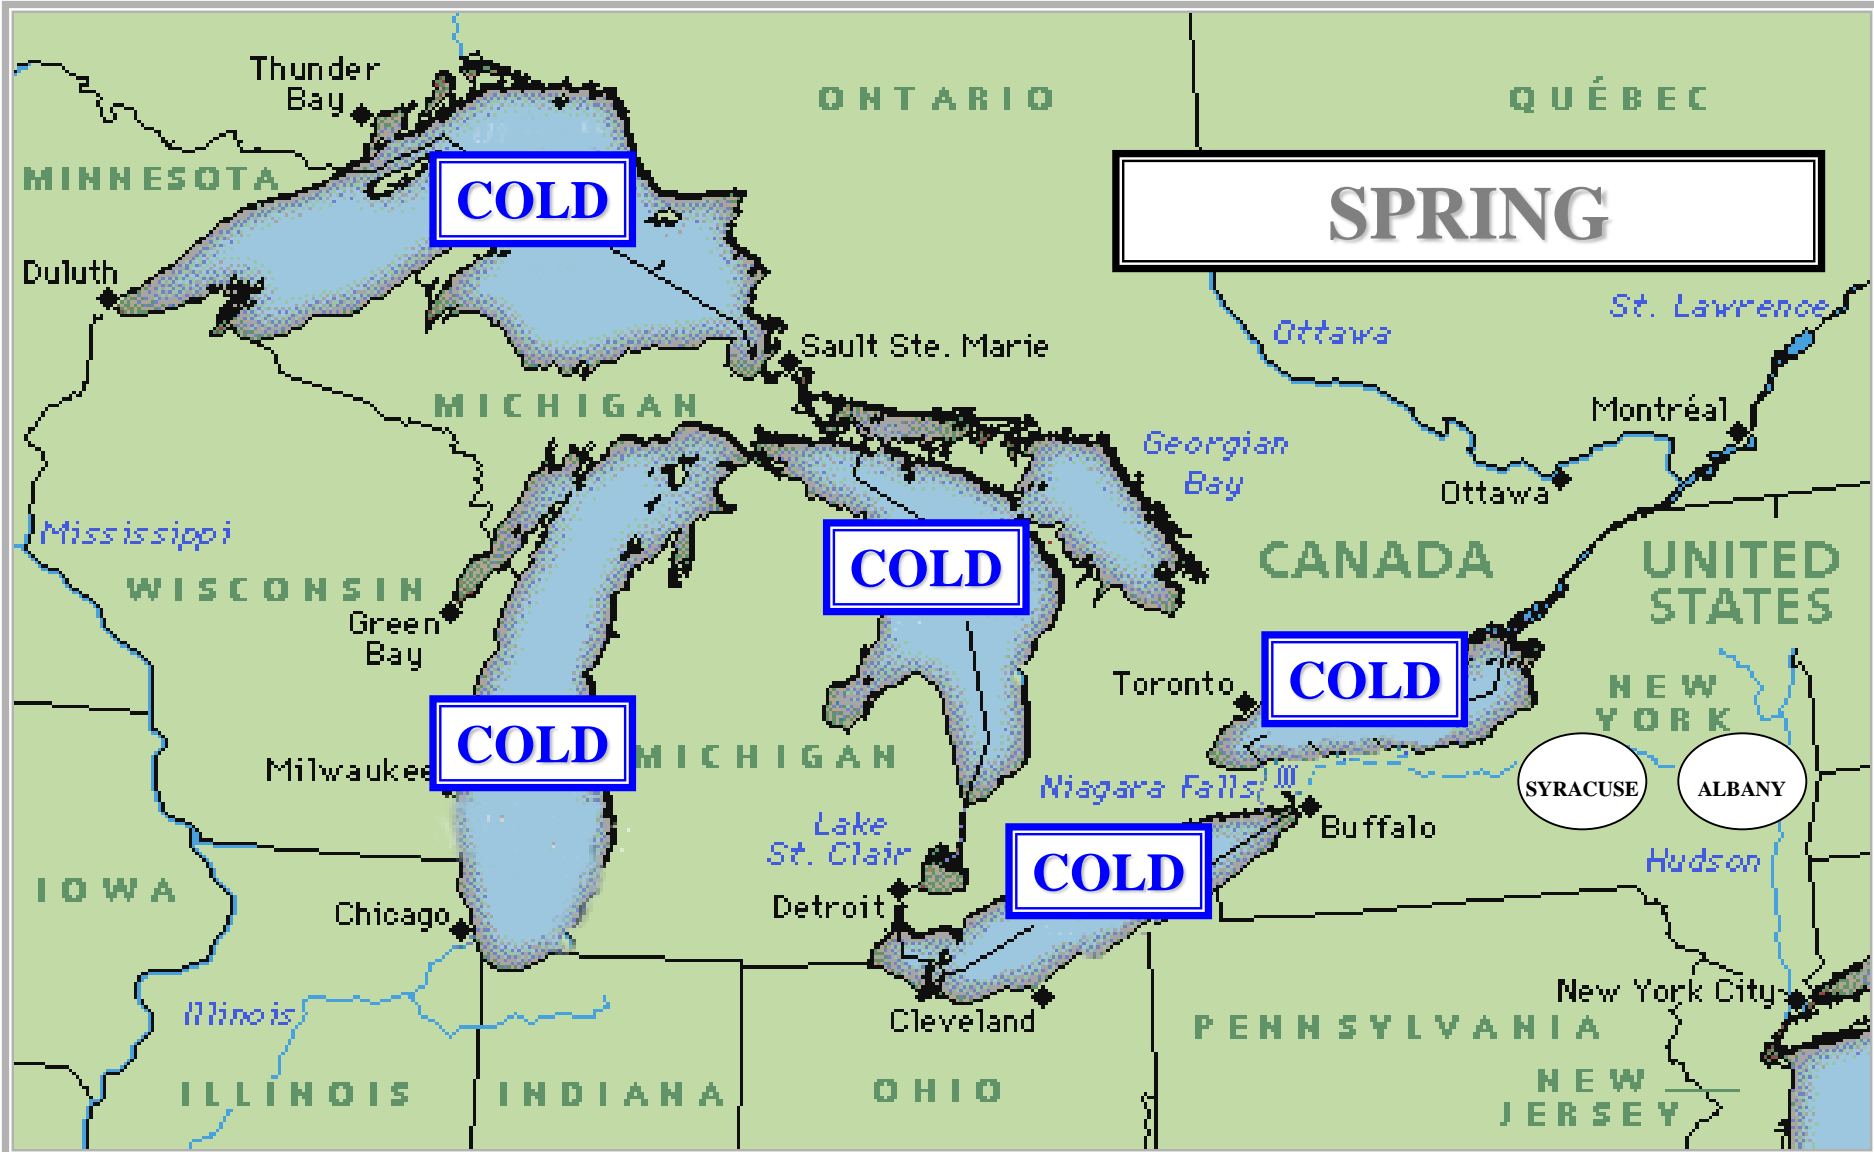 Thunder
Bay
ONTARIO
QUÉBEC
MINNESOTA
COLD
SPRING
Duluth
St. Lawrence
Ottawa
Sault Ste. Marie
MICHIGAN
Montréal
Georgian
Bay
Ottawa
Mississippi
COLD
CANADA
UNITED
STATES
WISCONSIN
Green
Bay
COLD
Toronto
NEW
YORK
COLD
MICHIGAN
Milwaukee
Niagara Falls
SYRACUSE
ALBANY
Lake
St. Clair
Buffalo
Hudson
COLD
IOWA
Chicago
Detroit
New York City
Illinois
Cleveland
PENNSYLVANIA
ILLINOIS
INDIANA
OHIO
NEW
JERSEY